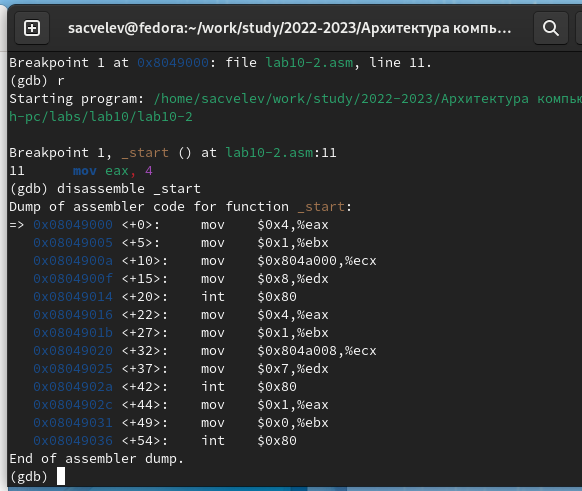 sacvelev@fedora:~/work/study/2022-2023/Архитектура компь…
Breakpoint 1 at 0x8049000: file lab10-2.asm, line 11.
(gdb) r
Starting program: /home/sacvelev/work/study/2022-2023/Архитектура компью
h-pc/labs/lab10/lab10-2
Breakpoint 1, _start () at lab10-2.asm:11
11      mov eax, 4
(gdb) disassemble _start
Dump of assembler code for function _start:
=> 0x08049000 <+0>:     mov    $0x4,%eax
   0x08049005 <+5>:     mov    $0x1,%ebx
   0x0804900a <+10>:    mov    $0x804a000,%ecx
   0x0804900f <+15>:    mov    $0x8,%edx
   0x08049014 <+20>:    int    $0x80
   0x08049016 <+22>:    mov    $0x4,%eax
   0x0804901b <+27>:    mov    $0x1,%ebx
   0x08049020 <+32>:    mov    $0x804a008,%ecx
   0x08049025 <+37>:    mov    $0x7,%edx
   0x0804902a <+42>:    int    $0x80
   0x0804902c <+44>:    mov    $0x1,%eax
   0x08049031 <+49>:    mov    $0x0,%ebx
   0x08049036 <+54>:    int    $0x80
End of assembler dump.
(gdb)